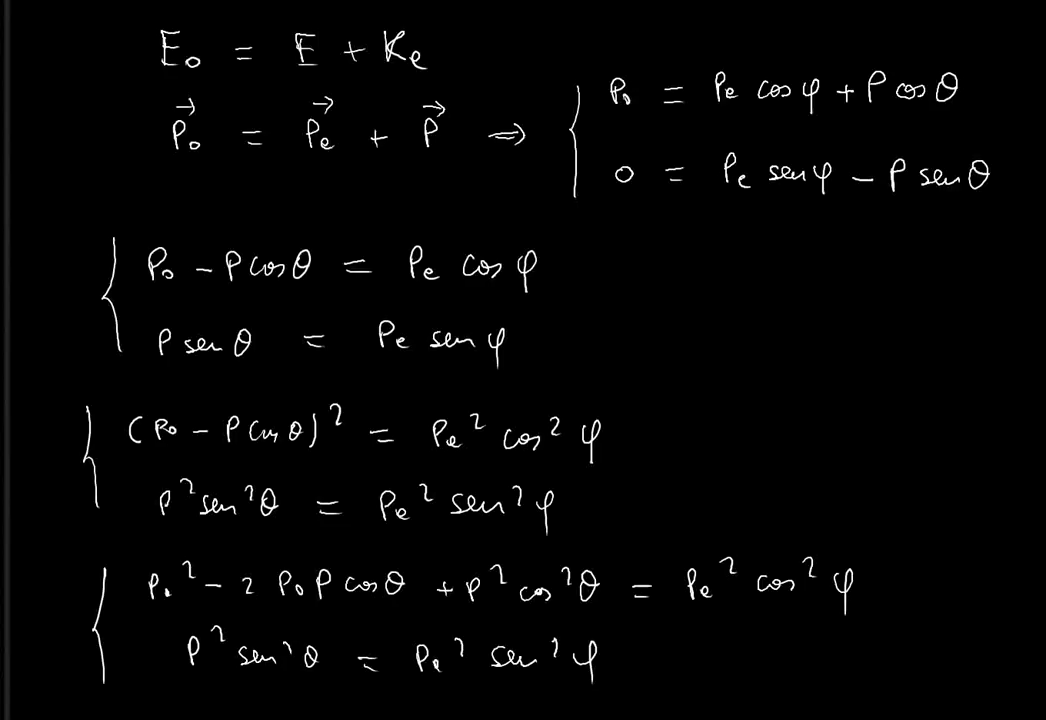 E₀ = E + Kₑ
P⃗₀ = P⃗ₑ + P⃗ ⇒ { P₀ = Pₑ cos φ + P cos θ
0 = Pₑ sen φ − P sen θ
{ P₀ − P cos θ = Pₑ cos φ
P sen θ = Pₑ sen φ
{ (P₀ − P cos θ)² = Pₑ² cos² φ
P² sen² θ = Pₑ² sen² φ
{ P₀² − 2 P₀ P cos θ + P² cos² θ = Pₑ² cos² φ
P² sen² θ = Pₑ² sen² φ